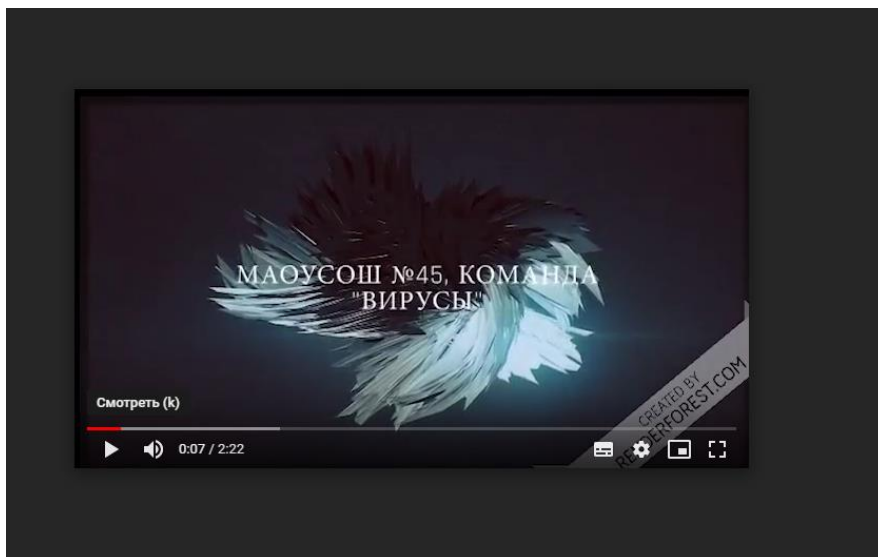 МАОУСОШ №45, КОМАНДА
"ВИРУСЫ"
Смотреть (k)
0:07 / 2:22
CREATED BY
RENDERFOREST.COM